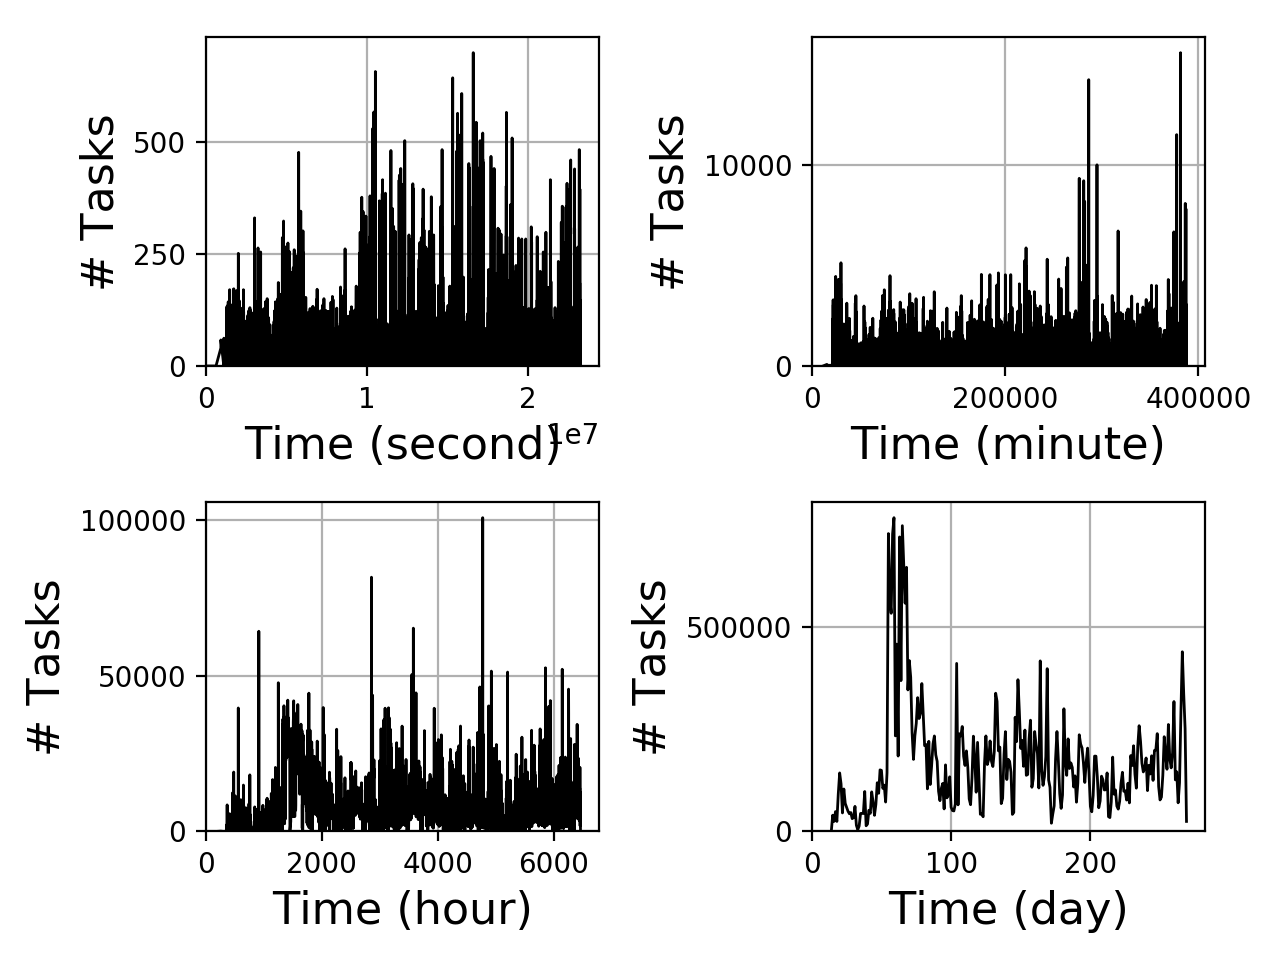 # Tasks
500
250
0
0 1 2
1e7
Time (second)
# Tasks
10000
0
0 200000 400000
Time (minute)
# Tasks
100000
50000
0
0 2000 4000 6000
Time (hour)
# Tasks
500000
0
0 100 200
Time (day)